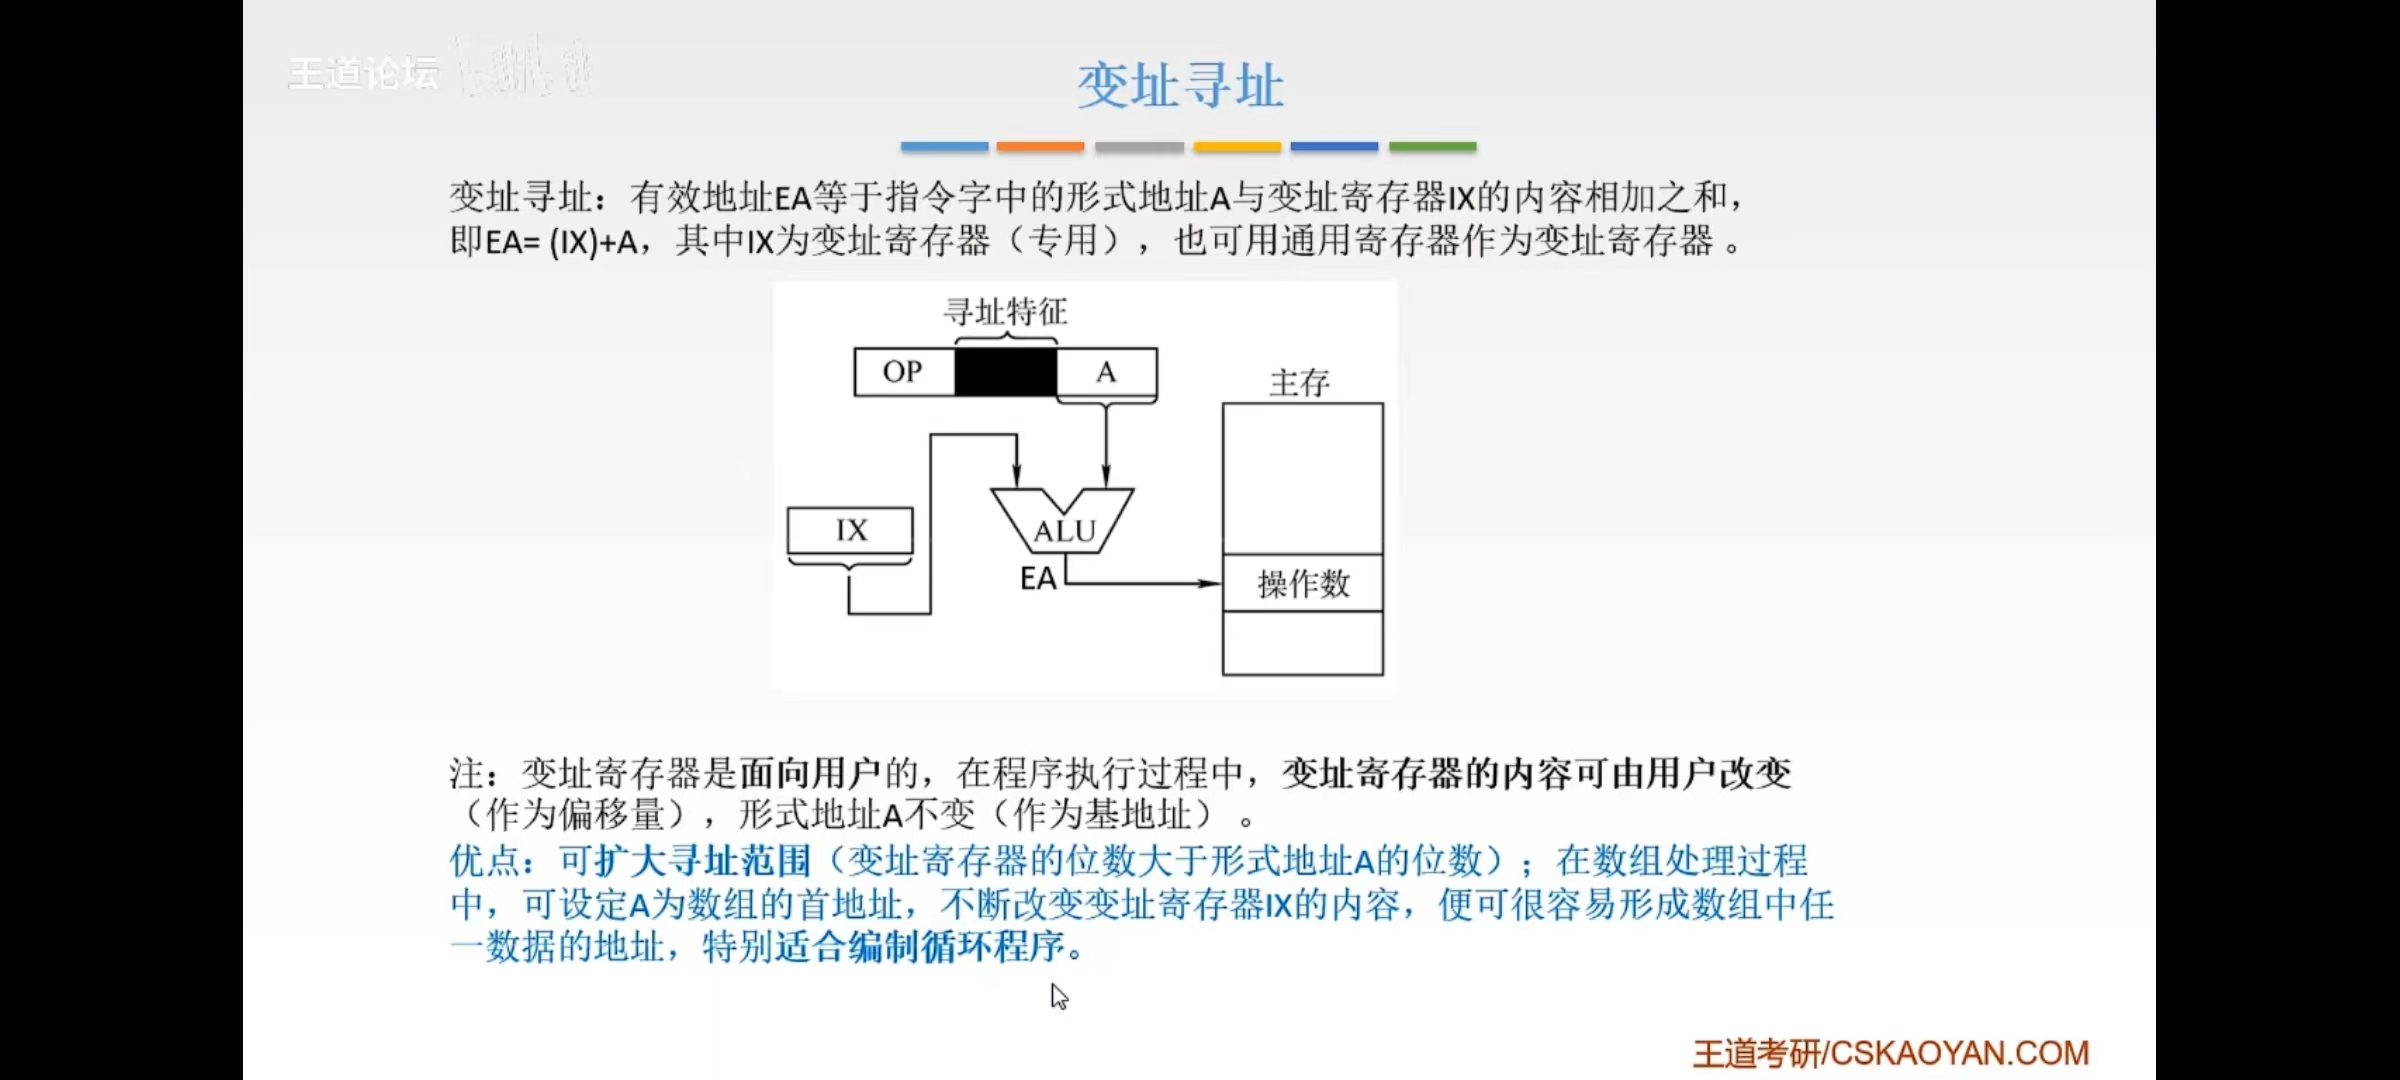 王道论坛
变址寻址
变址寻址：有效地址EA等于指令字中的形式地址A与变址寄存器IX的内容相加之和，
即EA= (IX)+A，其中IX为变址寄存器（专用），也可用通用寄存器作为变址寄存器 。
寻址特征
OP
A
主存
IX
ALU
EA
操作数
注：变址寄存器是面向用户的，在程序执行过程中，变址寄存器的内容可由用户改变
（作为偏移量），形式地址A不变（作为基地址） 。
优点：可扩大寻址范围（变址寄存器的位数大于形式地址A的位数）；在数组处理过程
中，可设定A为数组的首地址，不断改变变址寄存器IX的内容，便可很容易形成数组中任
一数据的地址，特别适合编制循环程序。
王道考研/CSKAOYAN.COM